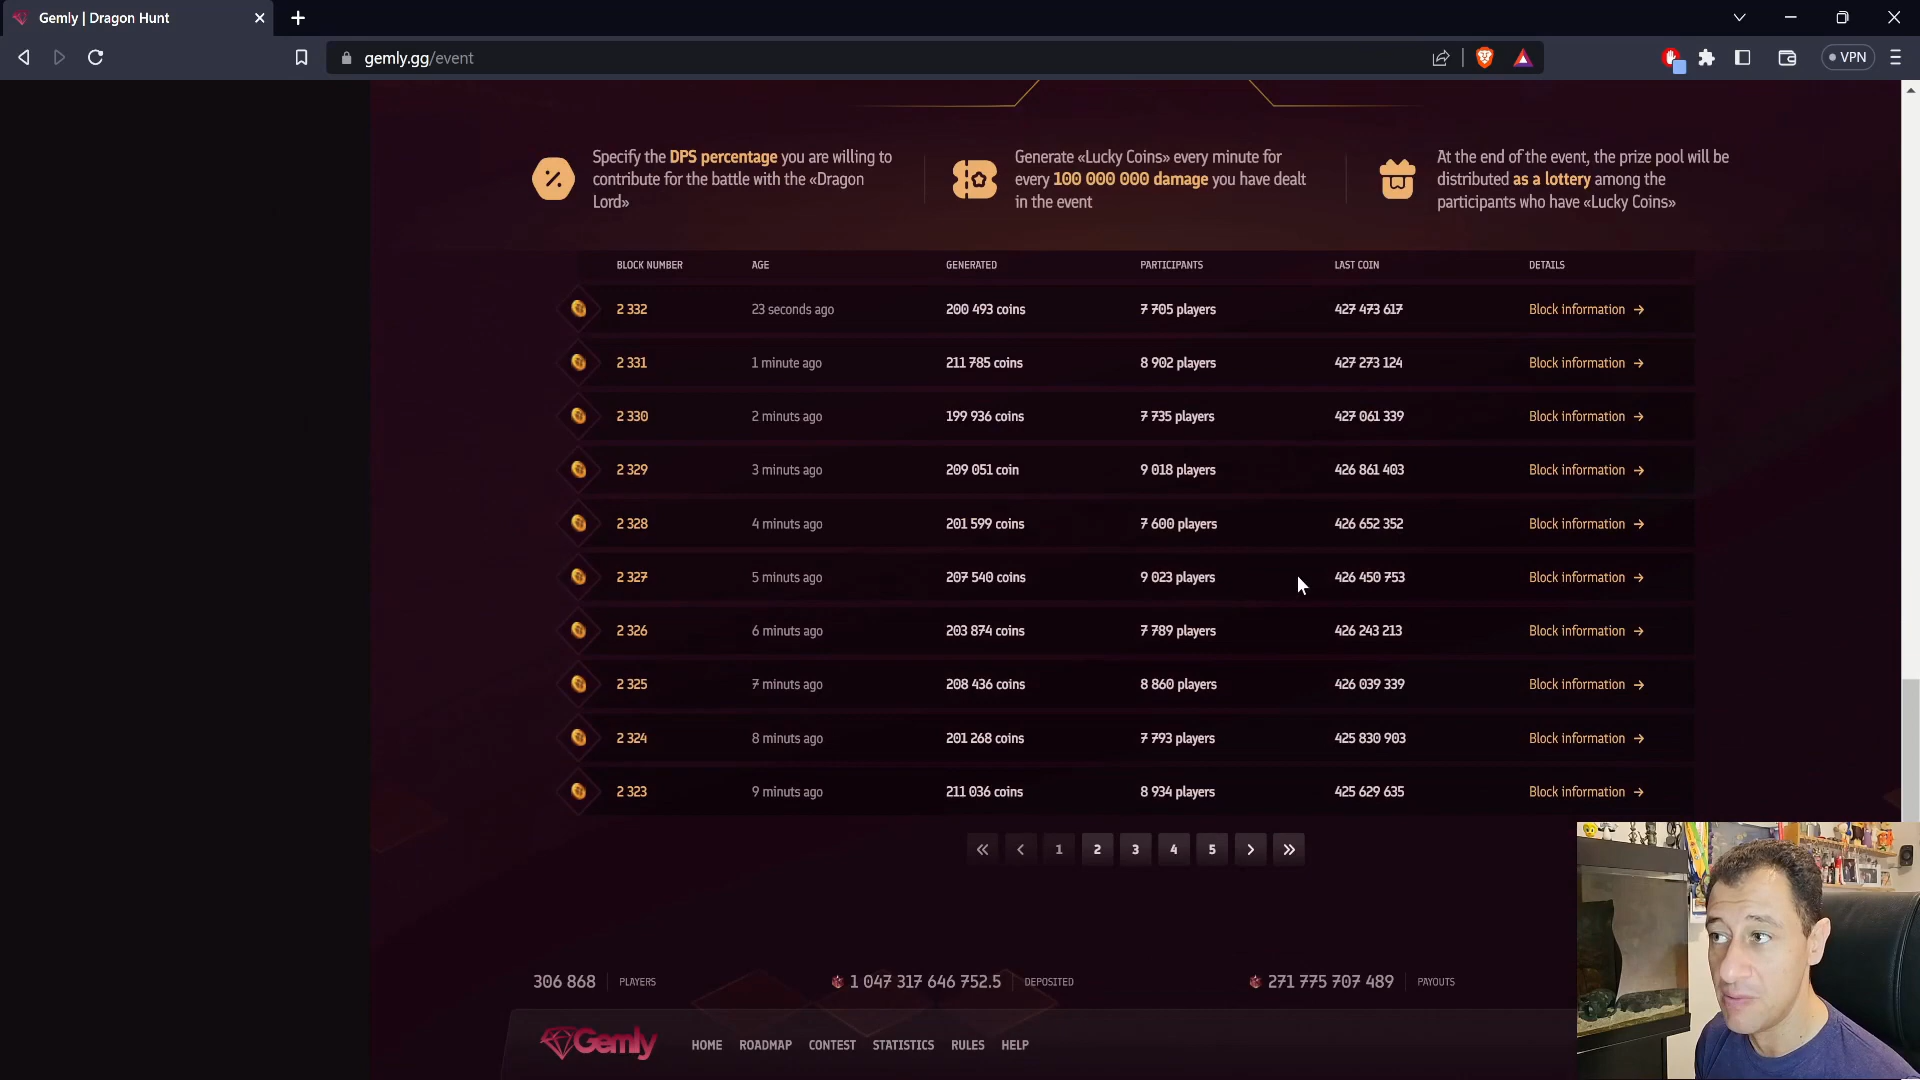 Gemly | Dragon Hunt
gemly.gg/event
VPN
Specify the DPS percentage you are willing to
contribute for the battle with the «Dragon
Lord»
Generate «Lucky Coins» every minute for
every 100 000 000 damage you have dealt
in the event
At the end of the event, the prize pool will be
distributed as a lottery among the
participants who have «Lucky Coins»
BLOCK NUMBER AGE GENERATED PARTICIPANTS LAST COIN DETAILS
2 332 23 seconds ago 200 493 coins 7 705 players 427 473 617 Block information →
2 331 1 minute ago 211 785 coins 8 902 players 427 273 124 Block information →
2 330 2 minuts ago 199 936 coins 7 735 players 427 061 339 Block information →
2 329 3 minuts ago 209 051 coin 9 018 players 426 861 403 Block information →
2 328 4 minuts ago 201 599 coins 7 600 players 426 652 352 Block information →
2 327 5 minuts ago 207 540 coins 9 023 players 426 450 753 Block information →
2 326 6 minuts ago 203 874 coins 7 789 players 426 243 213 Block information →
2 325 7 minuts ago 208 436 coins 8 860 players 426 039 339 Block information →
2 324 8 minuts ago 201 268 coins 7 793 players 425 830 903 Block information →
2 323 9 minuts ago 211 036 coins 8 934 players 425 629 635 Block information →
« ‹ 1 2 3 4 5 › »
306 868 PLAYERS 1 047 317 646 752.5 DEPOSITED 271 775 707 489 PAYOUTS
Gemly HOME ROADMAP CONTEST STATISTICS RULES HELP